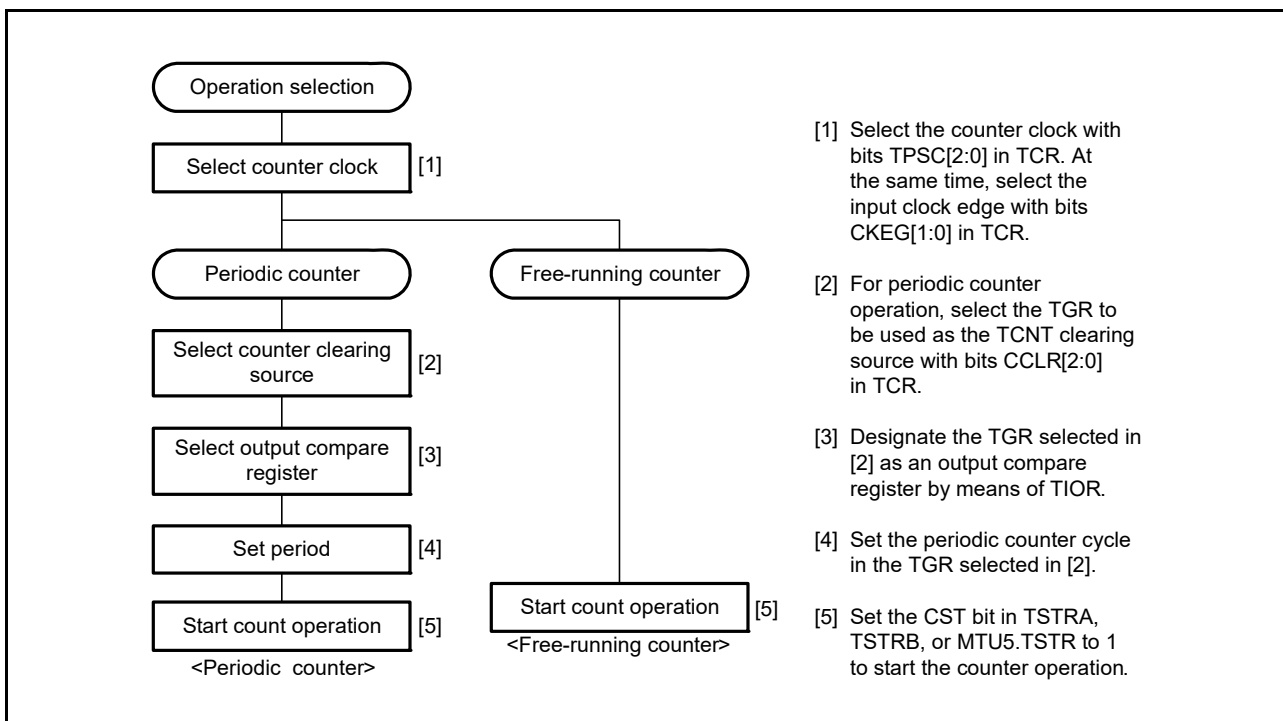 Operation selection
Select counter clock
[1]
Periodic counter
Free-running counter
Select counter clearing
source
[2]
Select output compare
register
[3]
Set period
[4]
Start count operation
[5]
<Periodic  counter>
Start count operation
[5]
<Free-running counter>
[1] Select the counter clock with
bits TPSC[2:0] in TCR. At
the same time, select the
input clock edge with bits
CKEG[1:0] in TCR.
[2] For periodic counter
operation, select the TGR to
be used as the TCNT clearing
source with bits CCLR[2:0]
in TCR.
[3] Designate the TGR selected in
[2] as an output compare
register by means of TIOR.
[4] Set the periodic counter cycle
in the TGR selected in [2].
[5] Set the CST bit in TSTRA,
TSTRB, or MTU5.TSTR to 1
to start the counter operation.